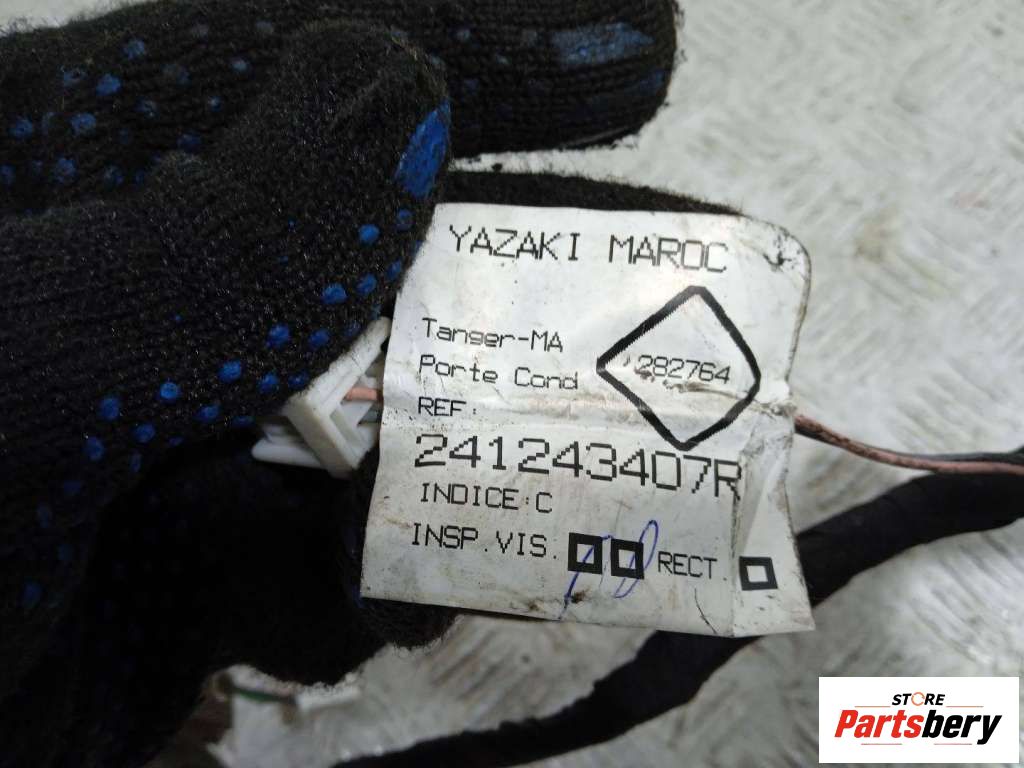 YAZAKI MAROC
Tanger-MA
282764
Porte Cond
REF:
241243407R
INDICE:C
INSP.VIS. RECT.
STORE
Partsbery